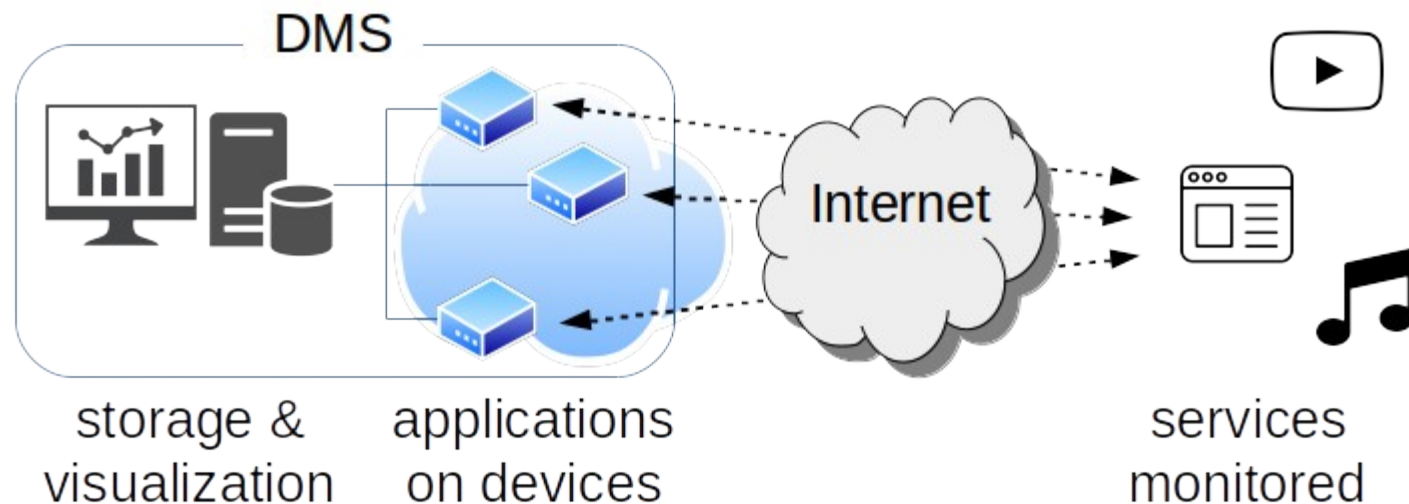 DMS
Internet
storage &
visualization
applications
on devices
services
monitored